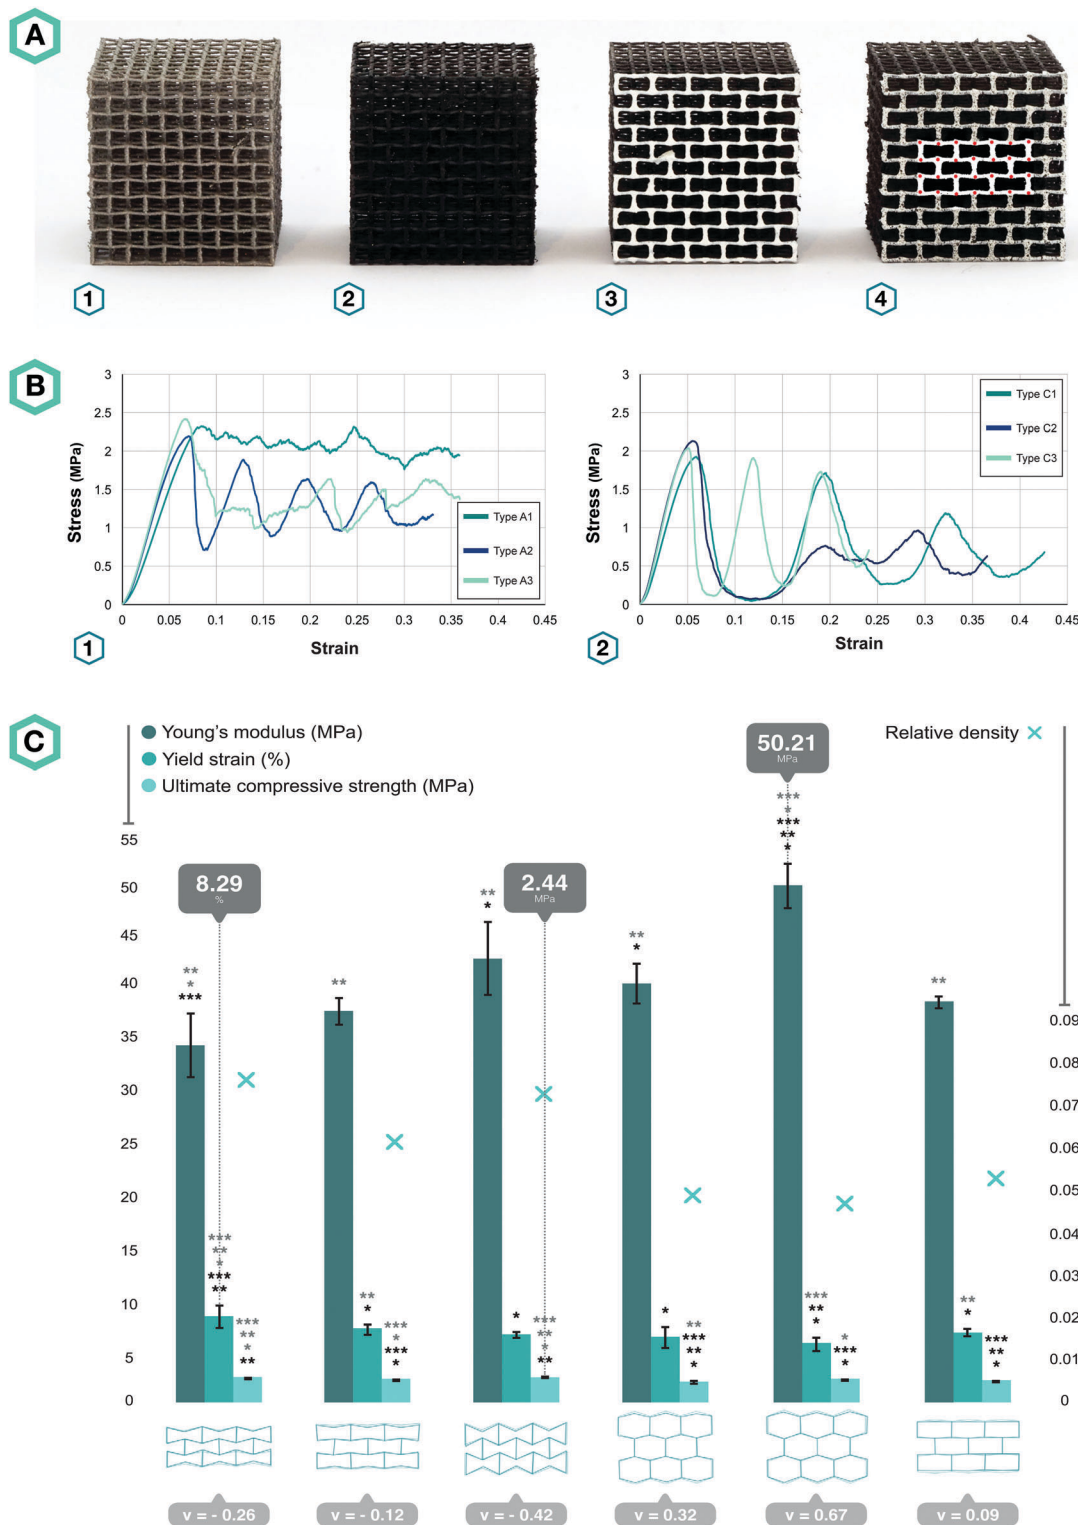 A
1
2
3
4
B
3
2.5
2
1.5
1
0.5
0
0 0.05 0.1 0.15 0.2 0.25 0.3 0.35 0.4 0.45
Stress (MPa)
Strain
Type A1
Type A2
Type A3
1
3
2.5
2
1.5
1
0.5
0
0 0.05 0.1 0.15 0.2 0.25 0.3 0.35 0.4 0.45
Stress (MPa)
Strain
Type C1
Type C2
Type C3
2
C
Young's modulus (MPa)
Yield strain (%)
Ultimate compressive strength (MPa)
Relative density ×
50.21
MPa
8.29
%
2.44
MPa
55
50
45
40
35
30
25
20
15
10
5
0
0.09
0.08
0.07
0.06
0.05
0.04
0.03
0.02
0.01
0
v = - 0.26
v = - 0.12
v = - 0.42
v = 0.32
v = 0.67
v = 0.09